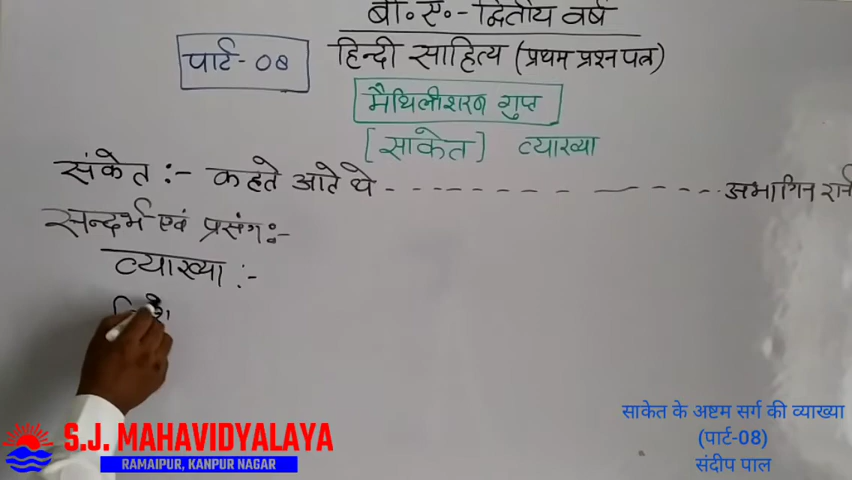 बी॰ ए॰ - द्वितीय वर्ष
पार्ट - 08
हिन्दी साहित्य (प्रथम प्रश्न पत्र)
मैथिलीशरण गुप्त
[साकेत] व्याख्या
संकेत :- कहते आते थे - - - - - - - - - - - - - अभागिन रानी
सन्दर्भ एवं प्रसंग:-
व्याख्या :-
साकेत के अष्टम सर्ग की व्याख्या
(पार्ट-08)
संदीप पाल
S.J. MAHAVIDYALAYA
RAMAIPUR, KANPUR NAGAR